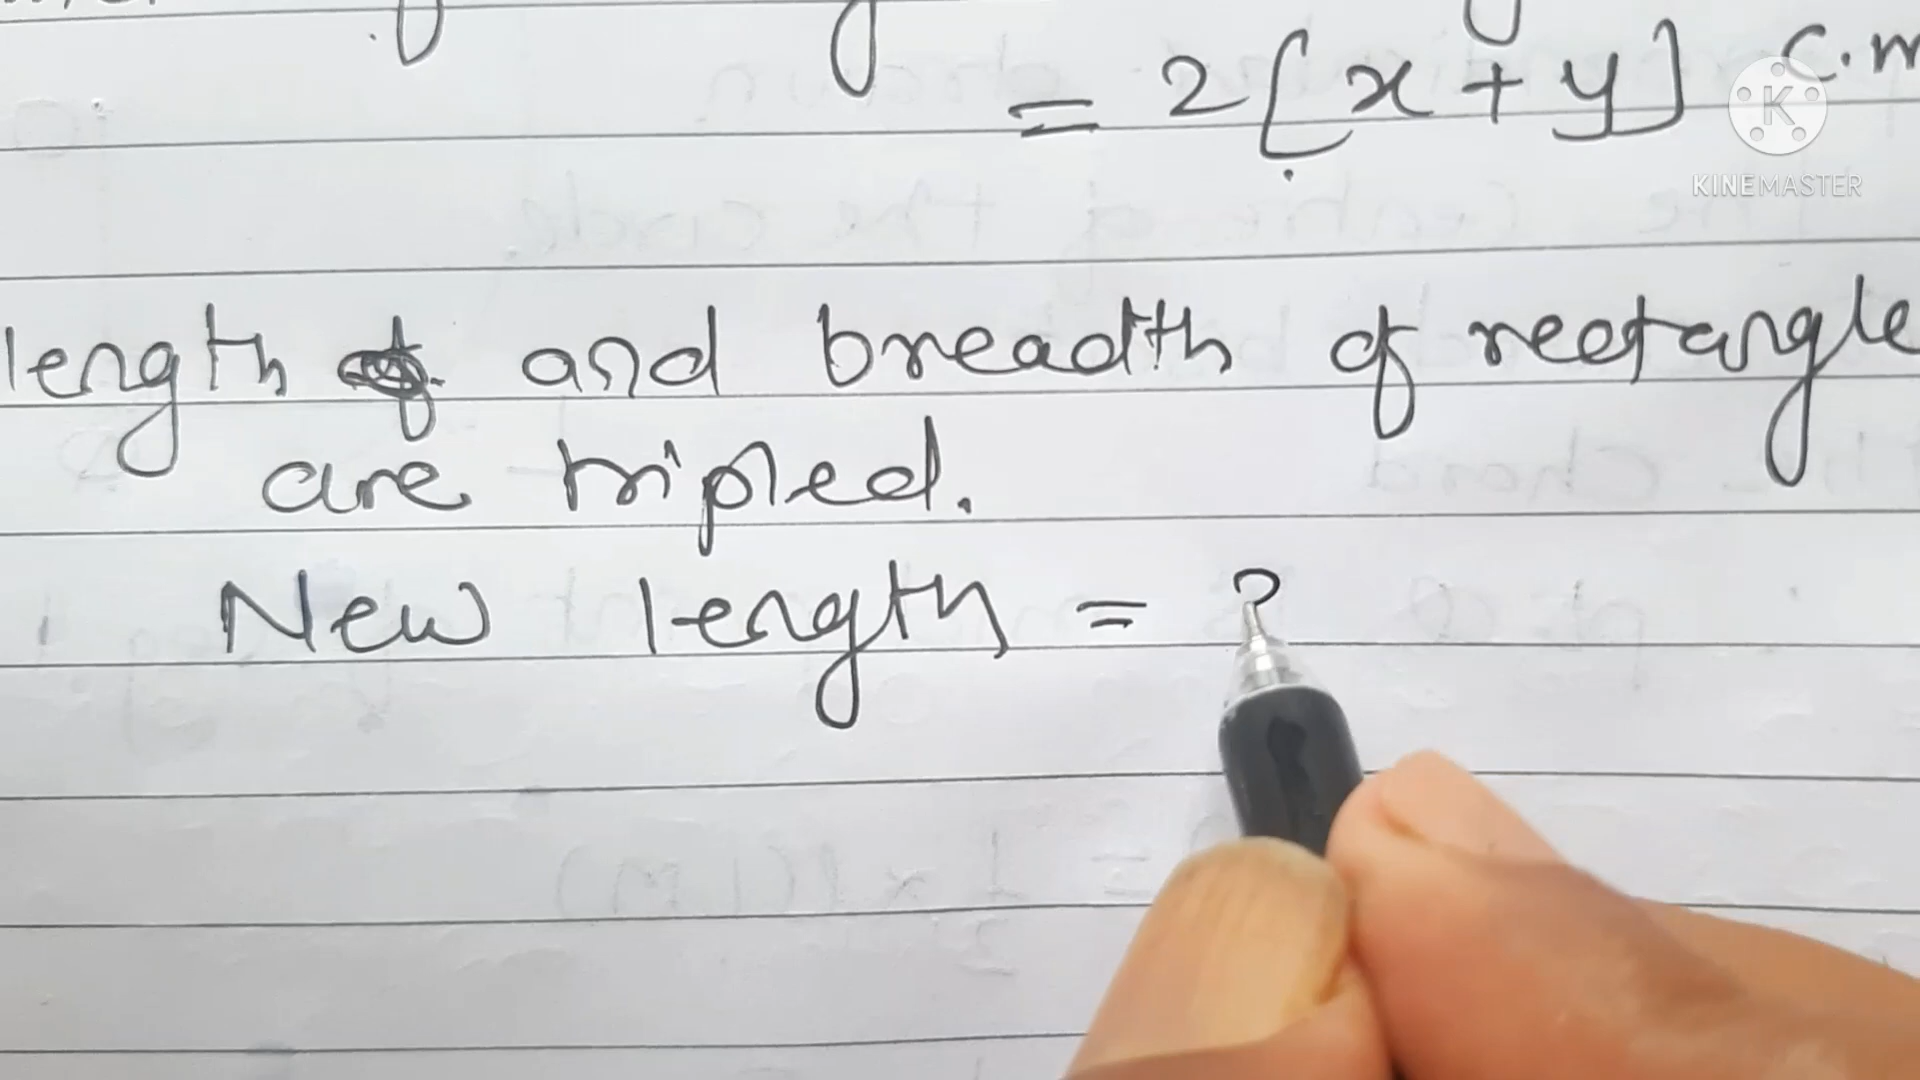 = 2[x + y] c.m
KINEMASTER
length and breadth of rectangle
are tripled.
New length =